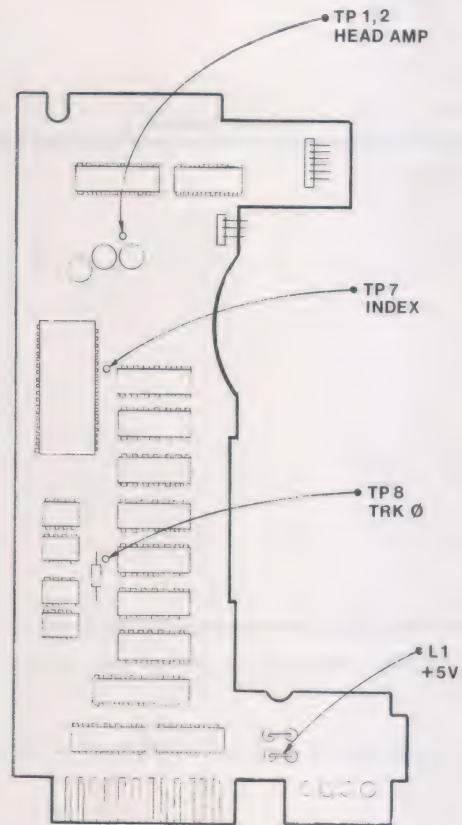 TP 1, 2
HEAD AMP
TP 7
INDEX
TP 8
TRK Ø
L1
+5V